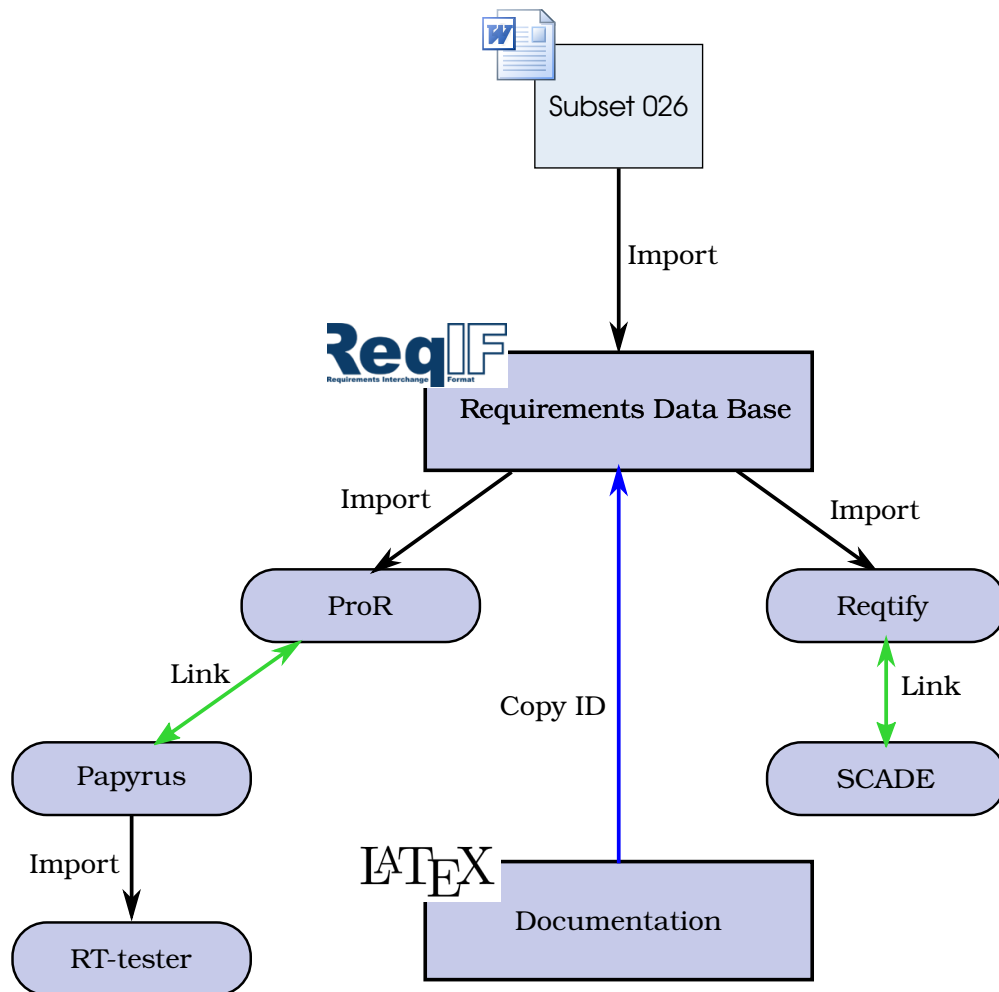 W
Subset 026
Import
ReqIF
Requirements Interchange Format
Requirements Data Base
Import
Import
ProR
Reqtify
Link
Link
Copy ID
Papyrus
SCADE
Import
LATEX
Documentation
RT-tester